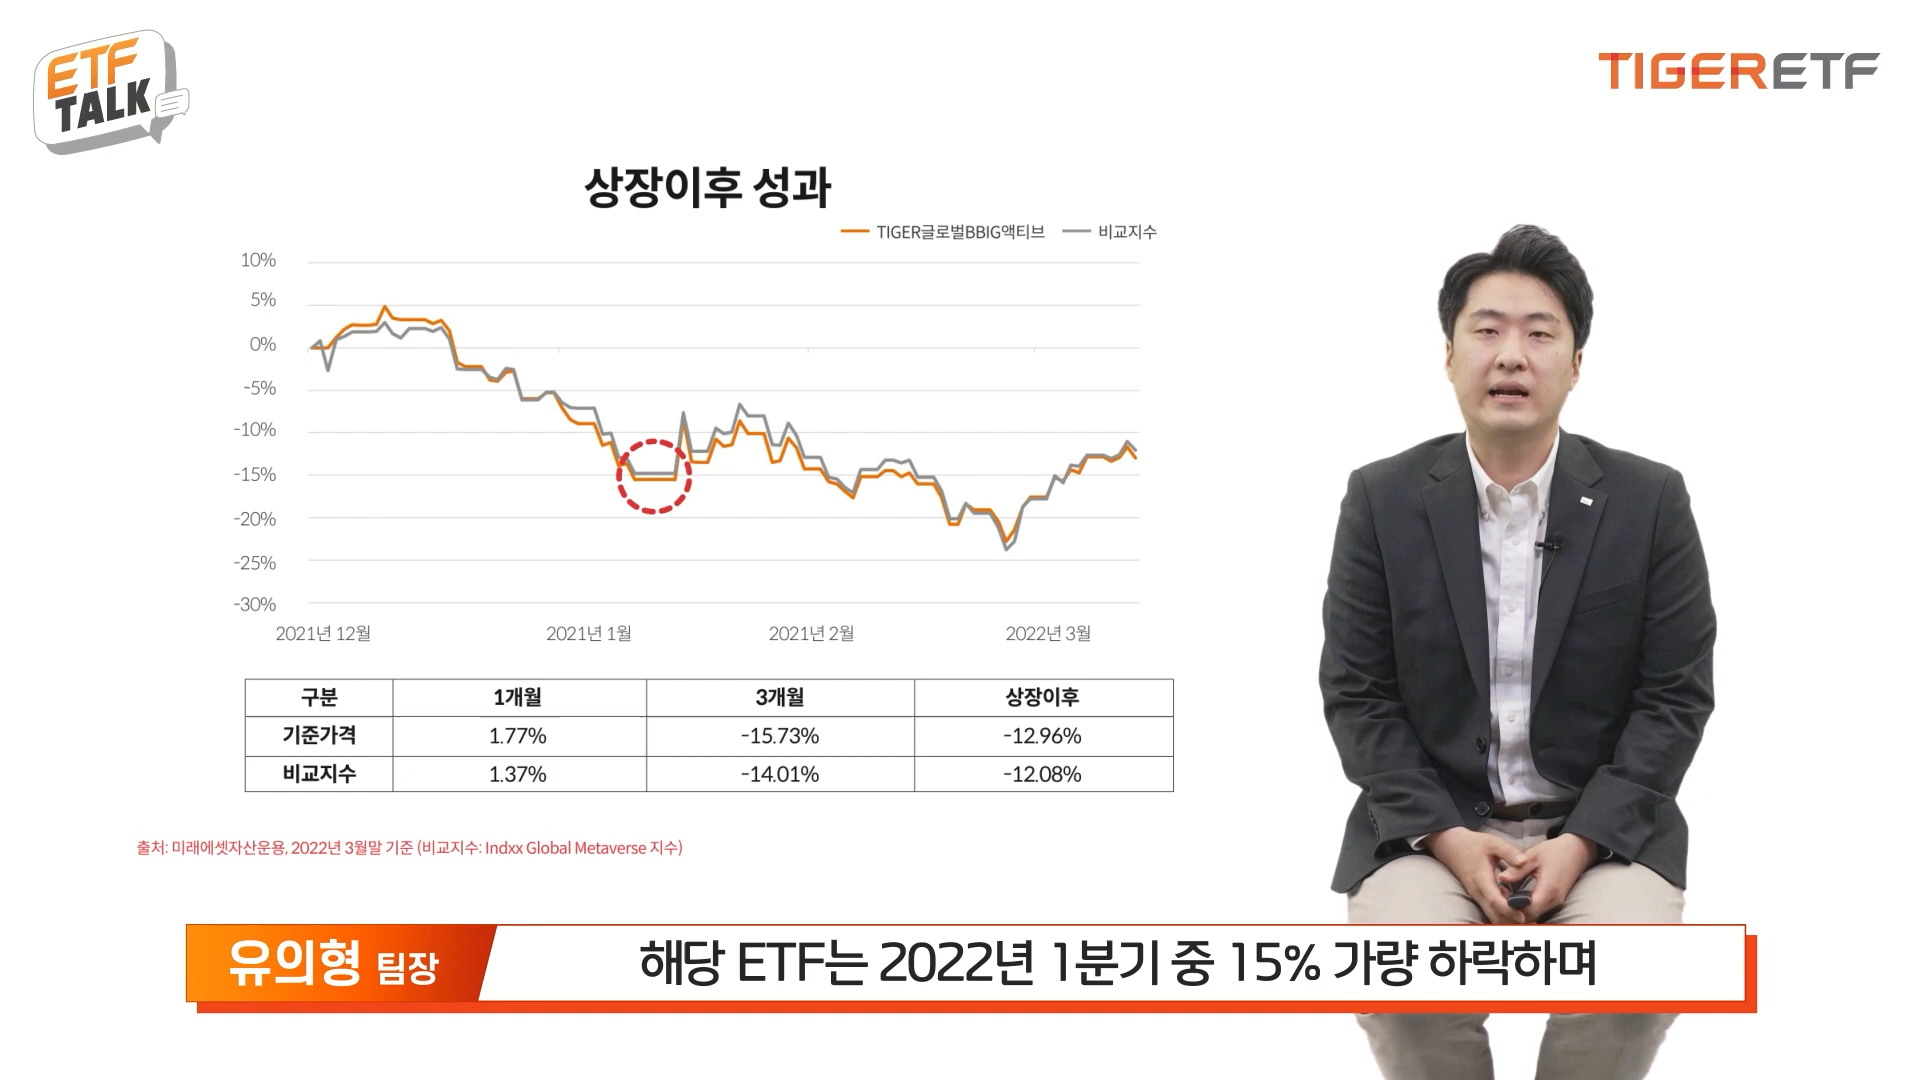 ETF
TALK
TIGERETF
상장이후 성과
TIGER글로벌BBIG액티브 비교지수
10%
5%
0%
-5%
-10%
-15%
-20%
-25%
-30%
2021년 12월 2021년 1월 2021년 2월 2022년 3월
구분 1개월 3개월 상장이후
기준가격 1.77% -15.73% -12.96%
비교지수 1.37% -14.01% -12.08%
출처: 미래에셋자산운용, 2022년 3월말 기준 (비교지수: Indxx Global Metaverse 지수)
유의형 팀장 해당 ETF는 2022년 1분기 중 15% 가량 하락하며